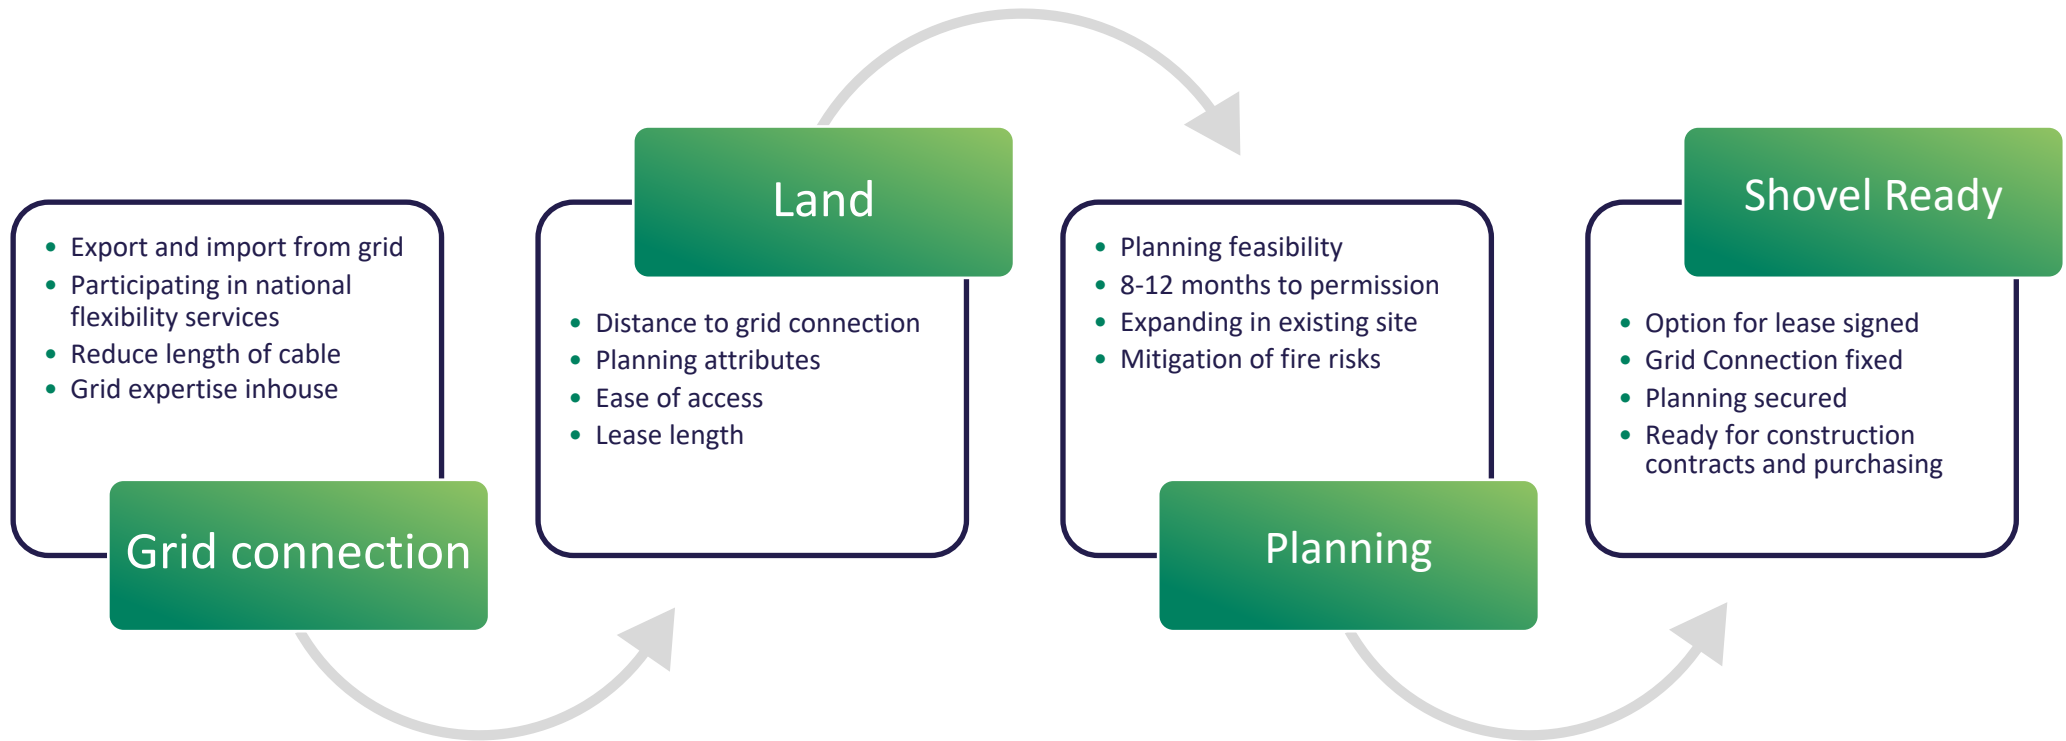 • Export and import from grid
• Participating in national
flexibility services
• Reduce length of cable
• Grid expertise inhouse
Grid connection
Land
• Distance to grid connection
• Planning attributes
• Ease of access
• Lease length
• Planning feasibility
• 8-12 months to permission
• Expanding in existing site
• Mitigation of fire risks
Planning
Shovel Ready
• Option for lease signed
• Grid Connection fixed
• Planning secured
• Ready for construction
contracts and purchasing